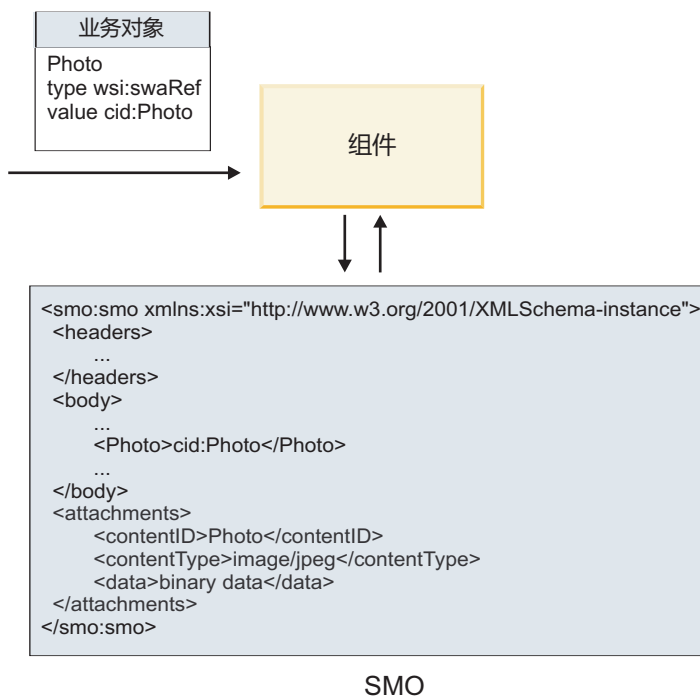 业务对象
Photo
type wsi:swaRef
value cid:Photo
组件
<smo:smo xmlns:xsi="http://www.w3.org/2001/XMLSchema-instance">
<headers>
...
</headers>
<body>
...
<Photo>cid:Photo</Photo>
...
</body>
<attachments>
<contentID>Photo</contentID>
<contentType>image/jpeg</contentType>
<data>binary data</data>
</attachments>
</smo:smo>
SMO